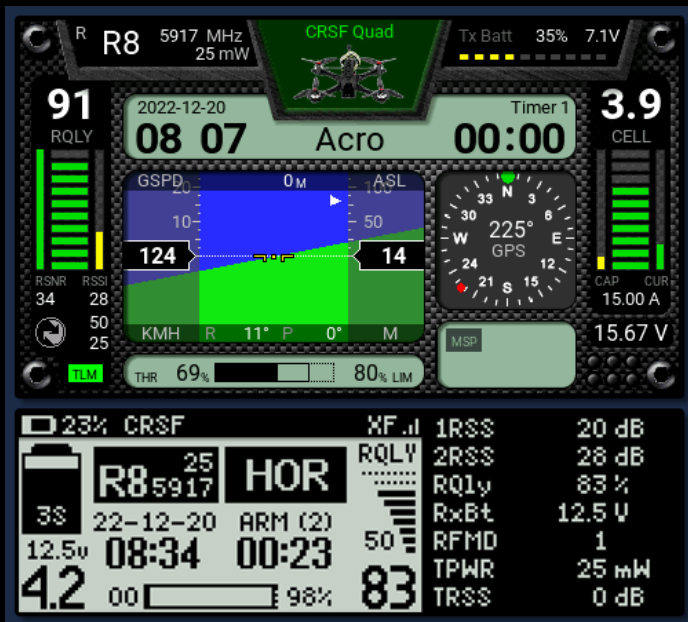 R R8 5917 MHz
25 mW
CRSF Quad
Tx Batt 35% 7.1V
91
RQLY
2022-12-20
08 07
Acro
Timer 1
00:00
3.9
CELL
GSPD
20
10
124
KMH
0M
ASL
100
50
14
R 11° P 0° M
N
33 3
30 6
W E
24 12
21 S 15
225°
GPS
RSNR RSSI
34 28
50
25
TLM
CAP CUR
15.00 A
15.67 V
MSP
THR 69% 80% LIM
23% CRSF XF
3S
12.5v
4.2
R8 25
5917
HOR
RQLY
22-12-20 ARM (2)
08:34 00:23
50
00 98%
83
1RSS 20 dB
2RSS 28 dB
RQly 83 %
RxBt 12.5 V
RFMD 1
TPWR 25 mW
TRSS 0 dB